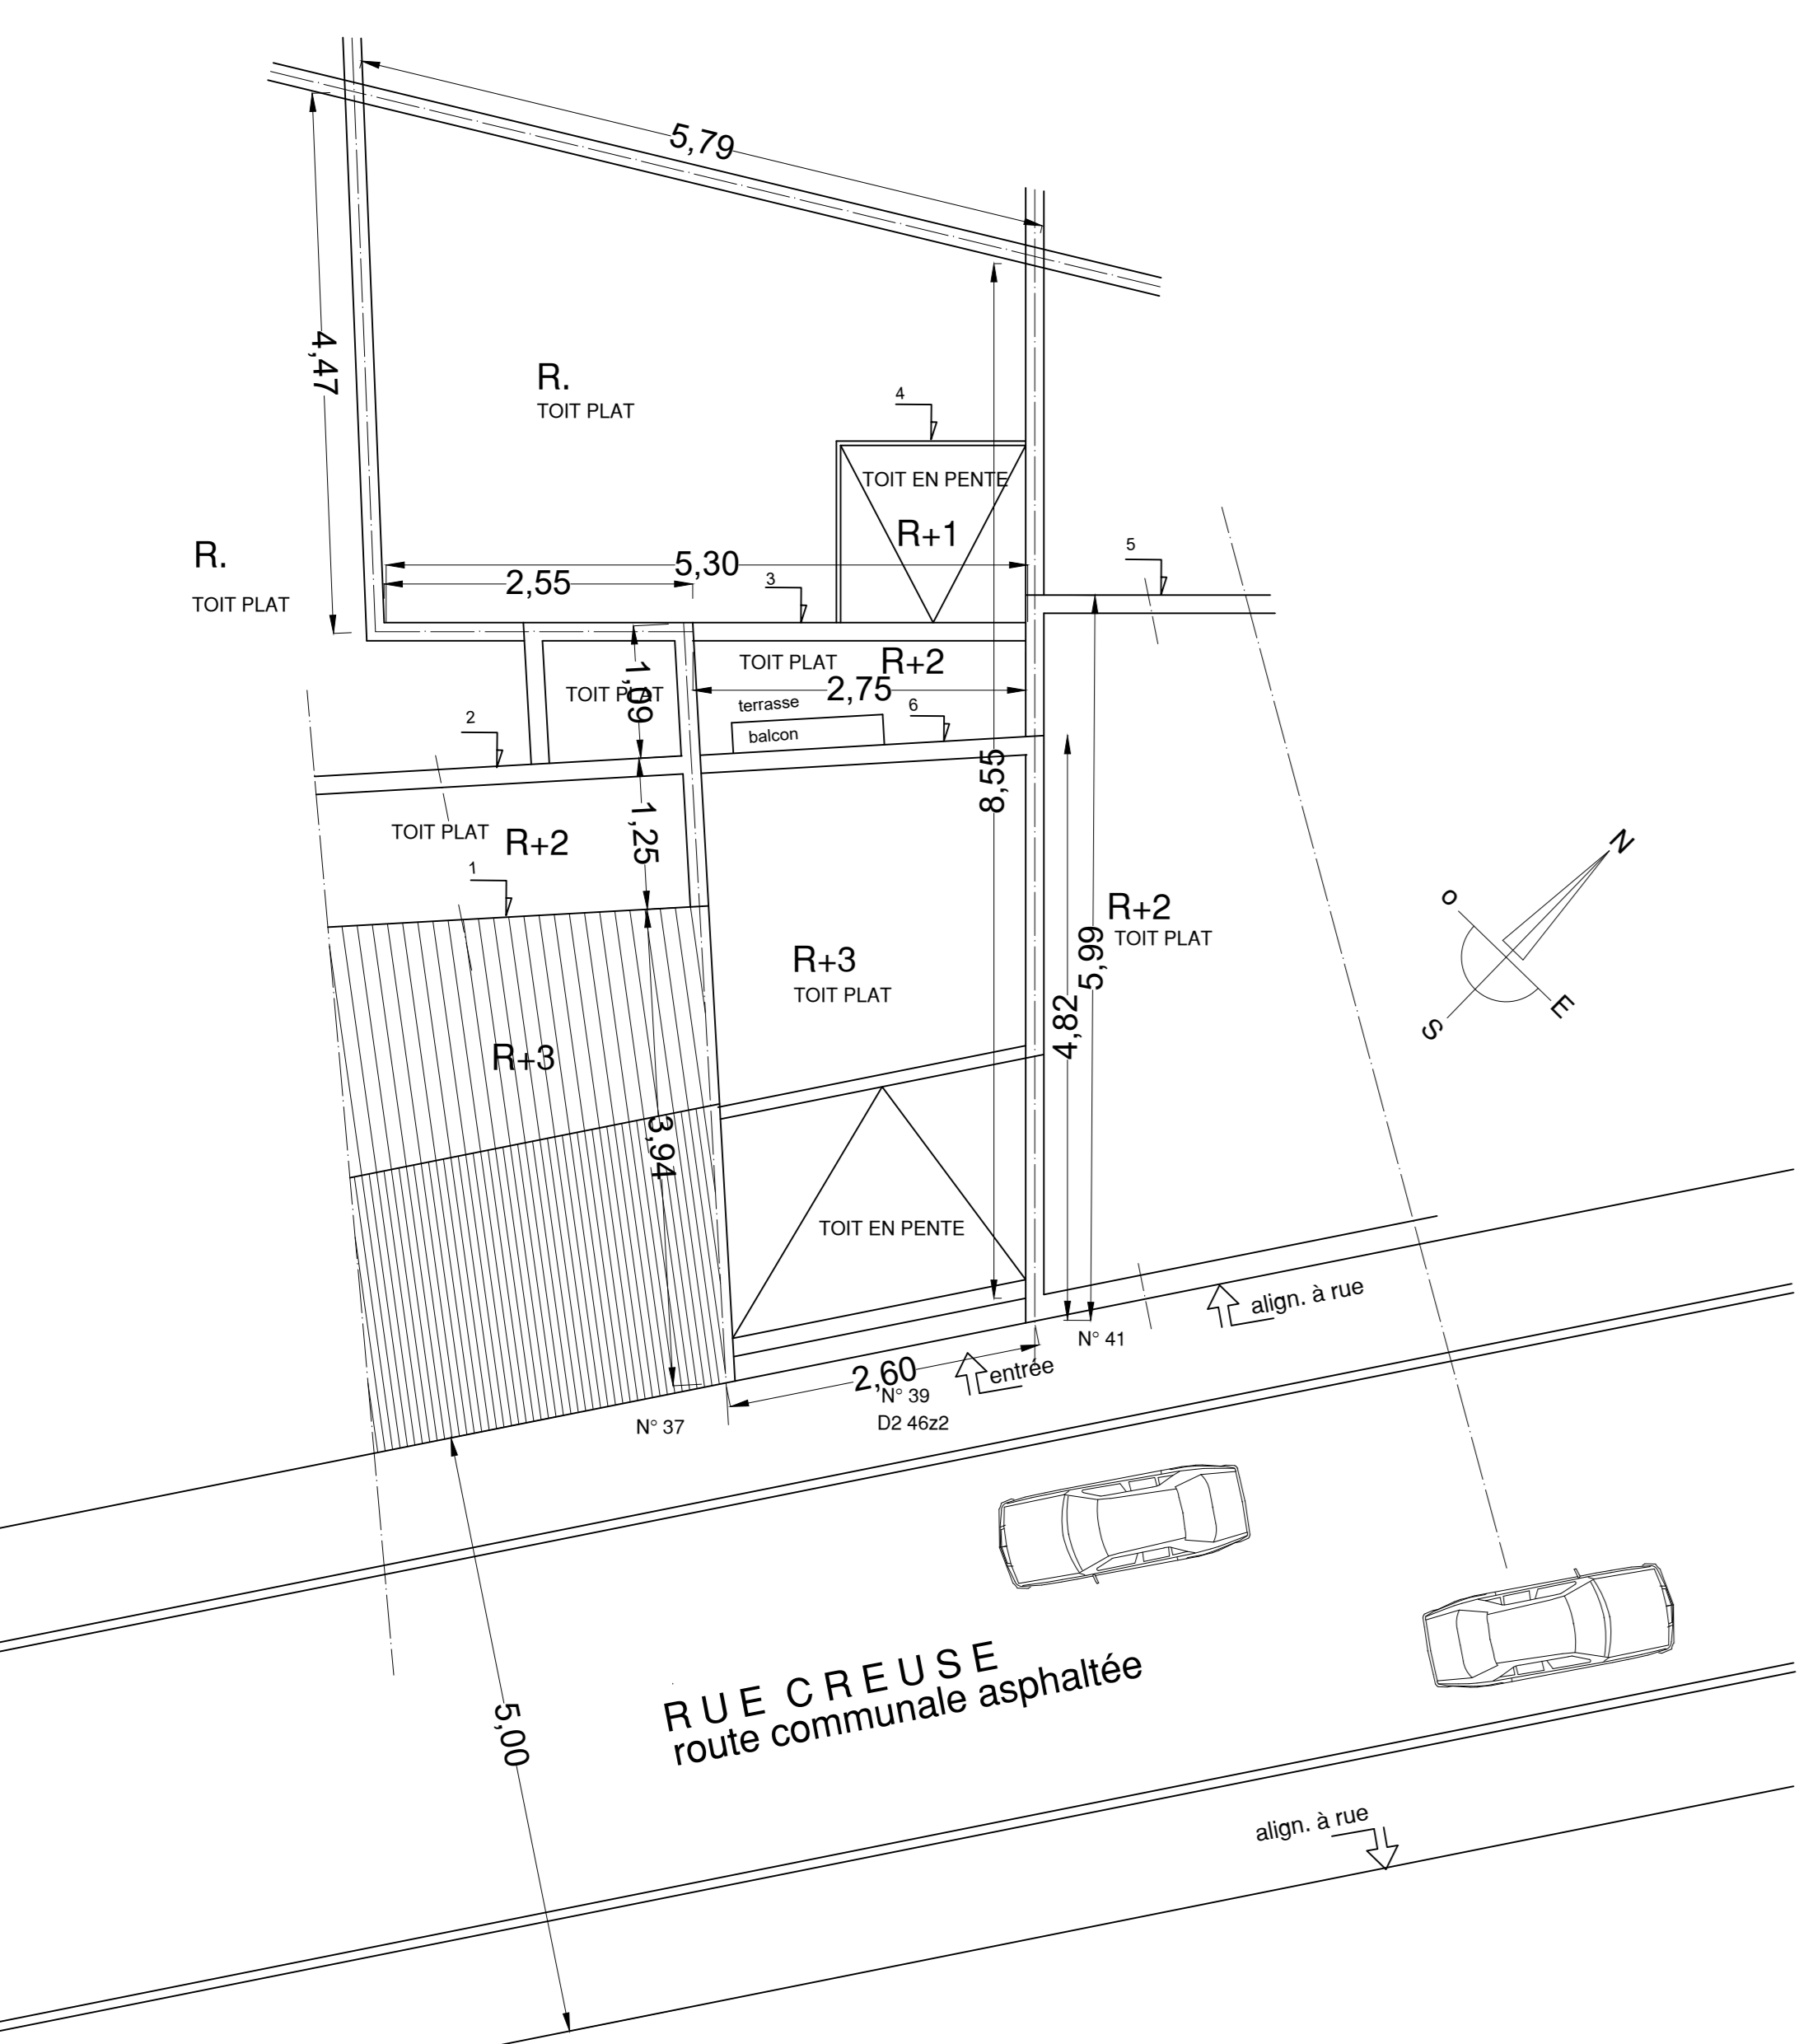 5,79
4,47
R.
TOIT PLAT
4
TOIT EN PENTE
R+1
5
R.
TOIT PLAT
5,30
2,55
3
TOIT PLAT
R+2
1,09
TOIT PLAT
2,75
terrasse
6
balcon
2
8,55
1,25
TOIT PLAT
R+2
1
N
O
E
S
R+2
TOIT PLAT
5,99
4,82
R+3
TOIT PLAT
R+3
3,94
TOIT EN PENTE
align. à rue
N° 41
2,60
entrée
N° 39
D2 46z2
N° 37
RUE CREUSE
route communale asphaltée
5,00
align. à rue